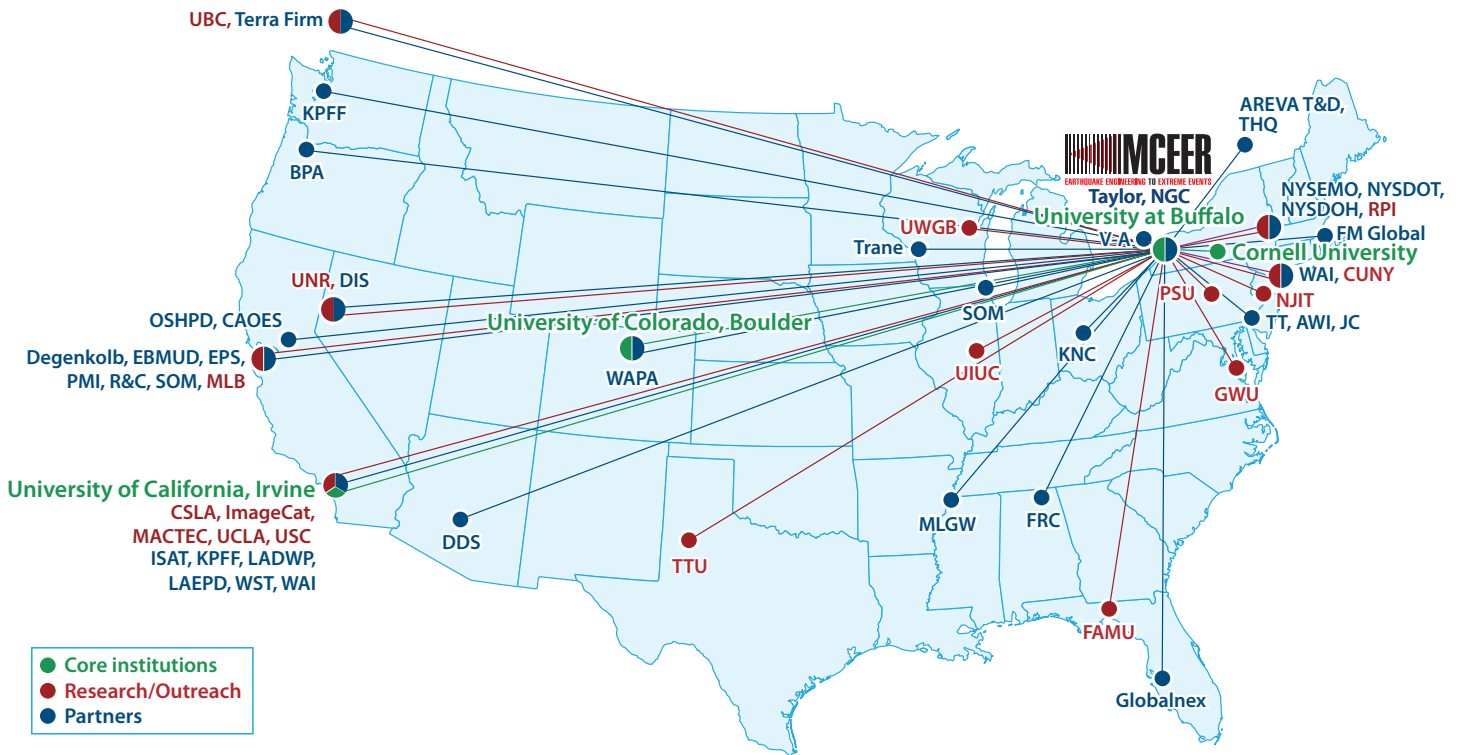 UBC, Terra Firm
KPFF
BPA
AREVA T&D,
THQ
MCEER
EARTHQUAKE ENGINEERING TO EXTREME EVENTS
Taylor, NGC
University at Buffalo
NYSEMO, NYSDOT,
NYSDOH, RPI
UWGB
V-A
FM Global
Trane
Cornell University
WAI, CUNY
UNR, DIS
PSU
NJIT
SOM
TT, AWI, JC
OSHPD, CAOES
University of Colorado, Boulder
Degenkolb, EBMUD, EPS,
PMI, R&C, SOM, MLB
WAPA
UIUC
KNC
GWU
University of California, Irvine
CSLA, ImageCat,
MACTEC, UCLA, USC
ISAT, KPFF, LADWP,
LAEPD, WST, WAI
DDS
TTU
MLGW
FRC
FAMU
Globalnex
Core institutions
Research/Outreach
Partners